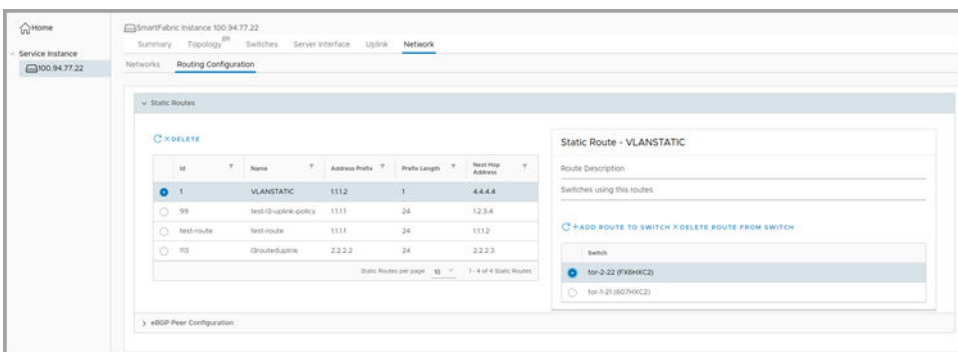 Home
SmartFabric Instance 100.94.77.22
Summary Topology Switches Server Interface Uplink Network
Service Instance
100.94.77.22
Networks Routing Configuration
Static Routes
DELETE
Static Route - VLANSTATIC
Id Name Address Prefix Prefix Length Next Hop Address
Route Description
1 VLANSTATIC 1.1.1.2 1 4.4.4.4
Switches using this routes
99 test-l3-uplink-policy 1.1.1.1 24 1.2.3.4
test-route test-route 1.1.1.1 24 1.1.1.2
ADD ROUTE TO SWITCH DELETE ROUTE FROM SWITCH
113 l3routeduplink 2.2.2.2 24 2.2.2.3
Switch
Static Routes per page 10 1 - 4 of 4 Static Routes
tor-2-22 (FX6HXC2)
tor-1-21 (6G7HXC2)
eBGP Peer Configuration